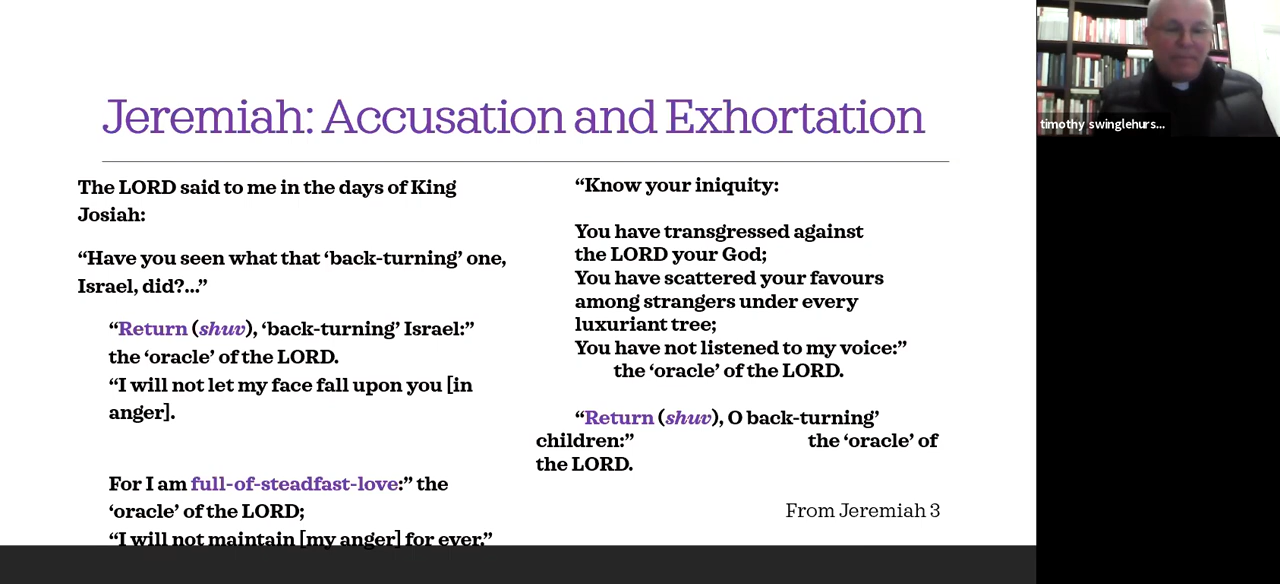 Jeremiah: Accusation and Exhortation
The LORD said to me in the days of King
Josiah:
“Have you seen what that ‘back-turning’ one,
Israel, did?...”
“Return (shuv), ‘back-turning’ Israel:”
the ‘oracle’ of the LORD.
“I will not let my face fall upon you [in
anger].
For I am full-of-steadfast-love:” the
‘oracle’ of the LORD;
“I will not maintain [my anger] for ever.”
“Know your iniquity:
You have transgressed against
the LORD your God;
You have scattered your favours
among strangers under every
luxuriant tree;
You have not listened to my voice:”
the ‘oracle’ of the LORD.
“Return (shuv), O back-turning’
children:” the ‘oracle’ of
the LORD.
From Jeremiah 3
timothy swinglehurs...